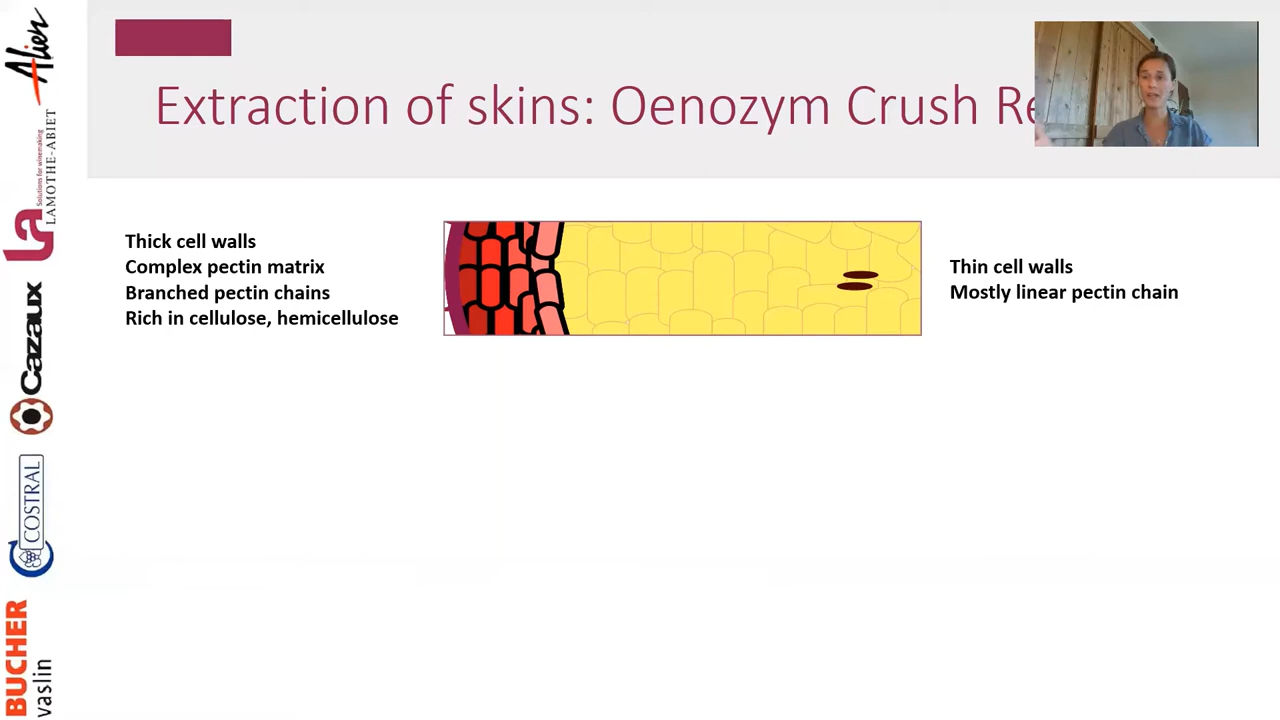 Extraction of skins: Oenozym Crush Re
Thick cell walls
Complex pectin matrix
Branched pectin chains
Rich in cellulose, hemicellulose
Thin cell walls
Mostly linear pectin chain
Alien
La
Solutions for winemaking
LAMOTHE-ABIET
Cazaux
COSTRAL
BUCHER
vaslin